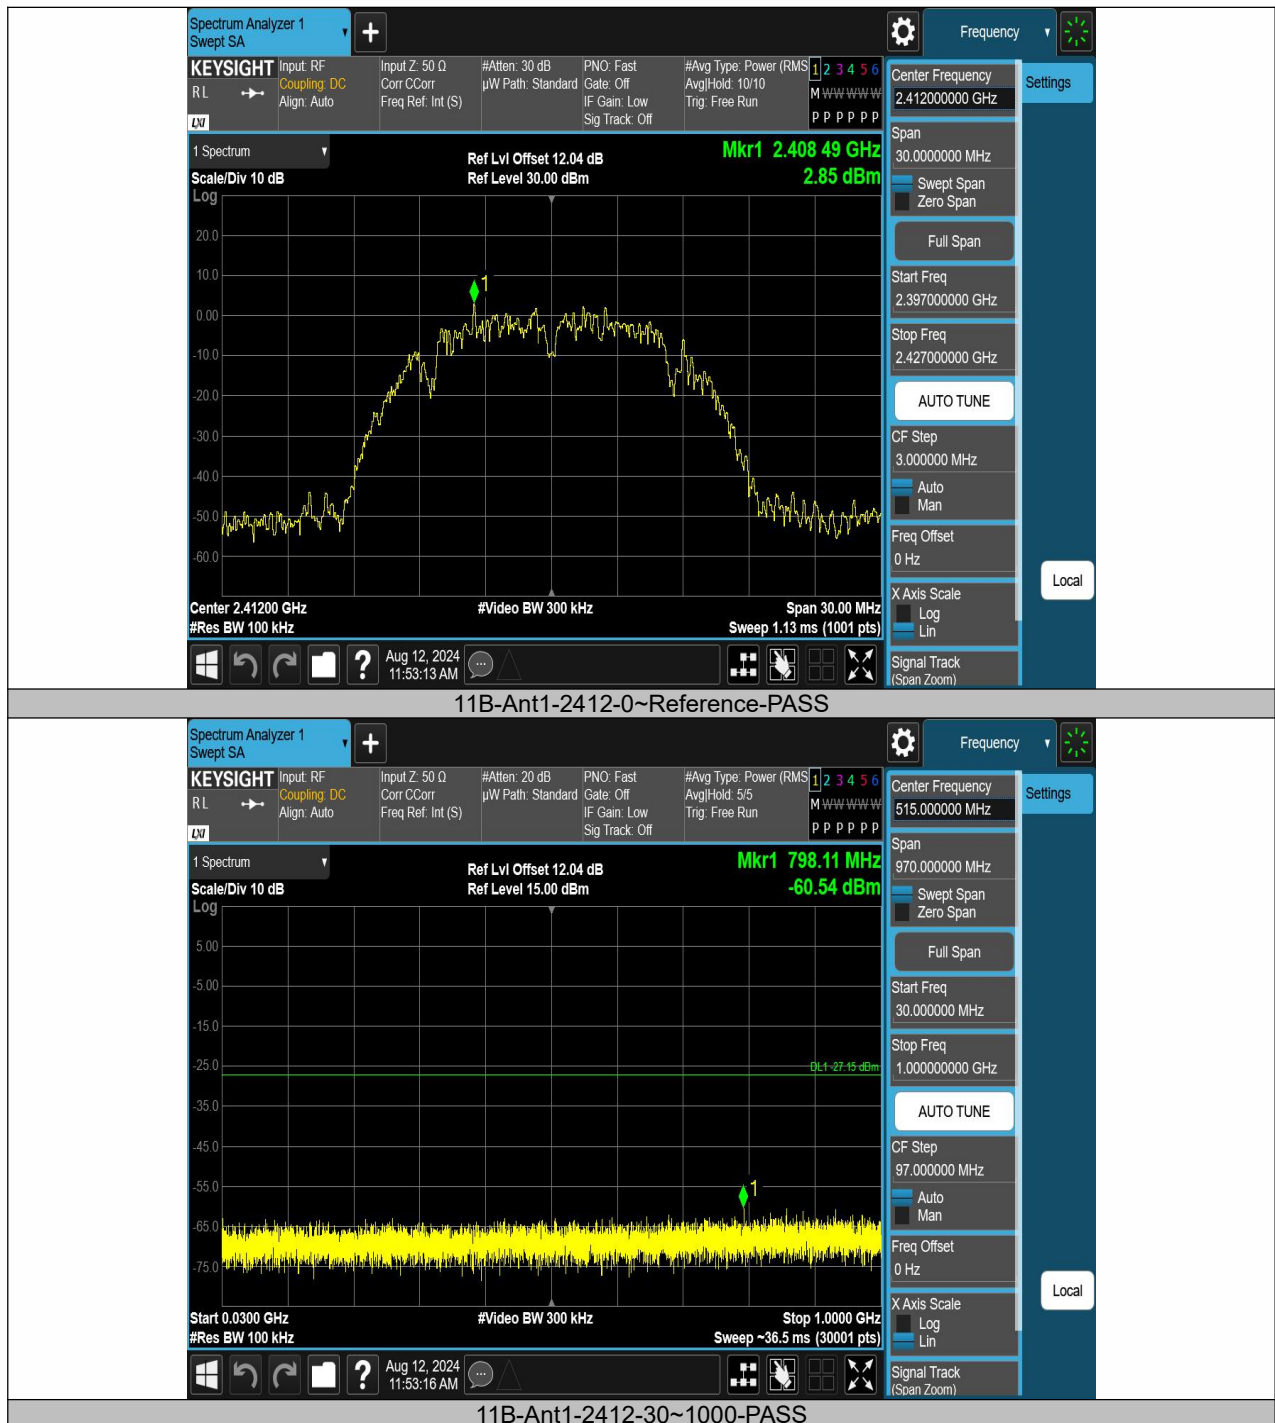 Spectrum Analyzer 1
Swept SA
+
Frequency
KEYSIGHT
RL
LXI
Input: RF
Coupling: DC
Align: Auto
Input Z: 50 Ω
Corr CCorr
Freq Ref: Int (S)
#Atten: 30 dB
µW Path: Standard
PNO: Fast
Gate: Off
IF Gain: Low
Sig Track: Off
#Avg Type: Power (RMS
Avg|Hold: 10/10
Trig: Free Run
1 2 3 4 5 6
M W W W W W
P P P P P P
Center Frequency
2.412000000 GHz
Settings
1 Spectrum
Scale/Div 10 dB
Log
Ref Lvl Offset 12.04 dB
Ref Level 30.00 dBm
Mkr1 2.408 49 GHz
2.85 dBm
20.0
10.0
0.00
-10.0
-20.0
-30.0
-40.0
-50.0
-60.0
1
Center 2.41200 GHz
#Res BW 100 kHz
#Video BW 300 kHz
Span 30.00 MHz
Sweep 1.13 ms (1001 pts)
Span
30.0000000 MHz
Swept Span
Zero Span
Full Span
Start Freq
2.397000000 GHz
Stop Freq
2.427000000 GHz
AUTO TUNE
CF Step
3.000000 MHz
Auto
Man
Freq Offset
0 Hz
X Axis Scale
Log
Lin
Signal Track
(Span Zoom)
Local
?
Aug 12, 2024
11:53:13 AM
11B-Ant1-2412-0~Reference-PASS
Spectrum Analyzer 1
Swept SA
+
Frequency
KEYSIGHT
RL
LXI
Input: RF
Coupling: DC
Align: Auto
Input Z: 50 Ω
Corr CCorr
Freq Ref: Int (S)
#Atten: 20 dB
µW Path: Standard
PNO: Fast
Gate: Off
IF Gain: Low
Sig Track: Off
#Avg Type: Power (RMS
Avg|Hold: 5/5
Trig: Free Run
1 2 3 4 5 6
M W W W W W
P P P P P P
Center Frequency
515.000000 MHz
Settings
1 Spectrum
Scale/Div 10 dB
Log
Ref Lvl Offset 12.04 dB
Ref Level 15.00 dBm
Mkr1 798.11 MHz
-60.54 dBm
5.00
-5.00
-15.0
-25.0
-35.0
-45.0
-55.0
-65.0
-75.0
DL1 -27.15 dBm
1
Start 0.0300 GHz
#Res BW 100 kHz
#Video BW 300 kHz
Stop 1.0000 GHz
Sweep ~36.5 ms (30001 pts)
Span
970.000000 MHz
Swept Span
Zero Span
Full Span
Start Freq
30.000000 MHz
Stop Freq
1.000000000 GHz
AUTO TUNE
CF Step
97.000000 MHz
Auto
Man
Freq Offset
0 Hz
X Axis Scale
Log
Lin
Signal Track
(Span Zoom)
Local
?
Aug 12, 2024
11:53:16 AM
11B-Ant1-2412-30~1000-PASS